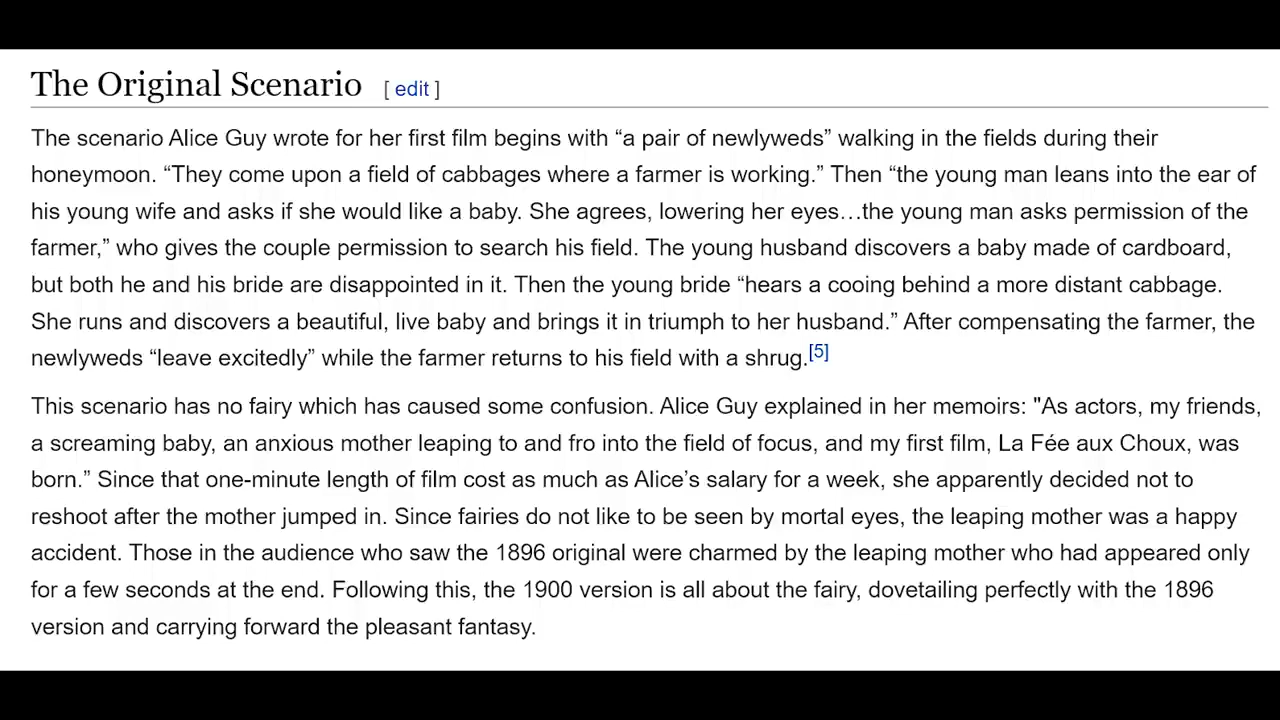 The Original Scenario [ edit ]
The scenario Alice Guy wrote for her first film begins with “a pair of newlyweds” walking in the fields during their
honeymoon. “They come upon a field of cabbages where a farmer is working.” Then “the young man leans into the ear of
his young wife and asks if she would like a baby. She agrees, lowering her eyes…the young man asks permission of the
farmer,” who gives the couple permission to search his field. The young husband discovers a baby made of cardboard,
but both he and his bride are disappointed in it. Then the young bride “hears a cooing behind a more distant cabbage.
She runs and discovers a beautiful, live baby and brings it in triumph to her husband.” After compensating the farmer, the
newlyweds “leave excitedly” while the farmer returns to his field with a shrug.[5]
This scenario has no fairy which has caused some confusion. Alice Guy explained in her memoirs: "As actors, my friends,
a screaming baby, an anxious mother leaping to and fro into the field of focus, and my first film, La Fée aux Choux, was
born.” Since that one-minute length of film cost as much as Alice’s salary for a week, she apparently decided not to
reshoot after the mother jumped in. Since fairies do not like to be seen by mortal eyes, the leaping mother was a happy
accident. Those in the audience who saw the 1896 original were charmed by the leaping mother who had appeared only
for a few seconds at the end. Following this, the 1900 version is all about the fairy, dovetailing perfectly with the 1896
version and carrying forward the pleasant fantasy.